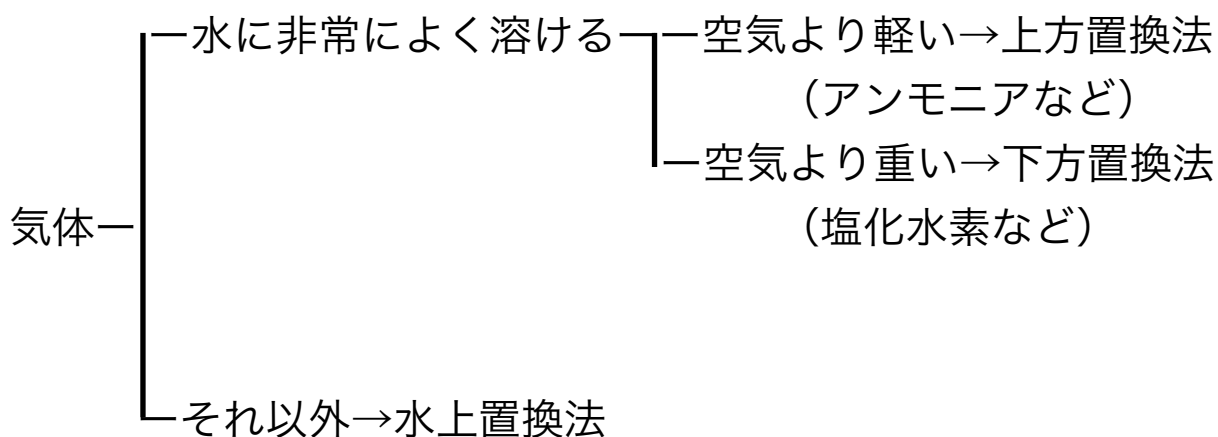 水に非常によく溶ける
空気より軽い→上方置換法
（アンモニアなど）
空気より重い→下方置換法
（塩化水素など）
気体
それ以外→水上置換法